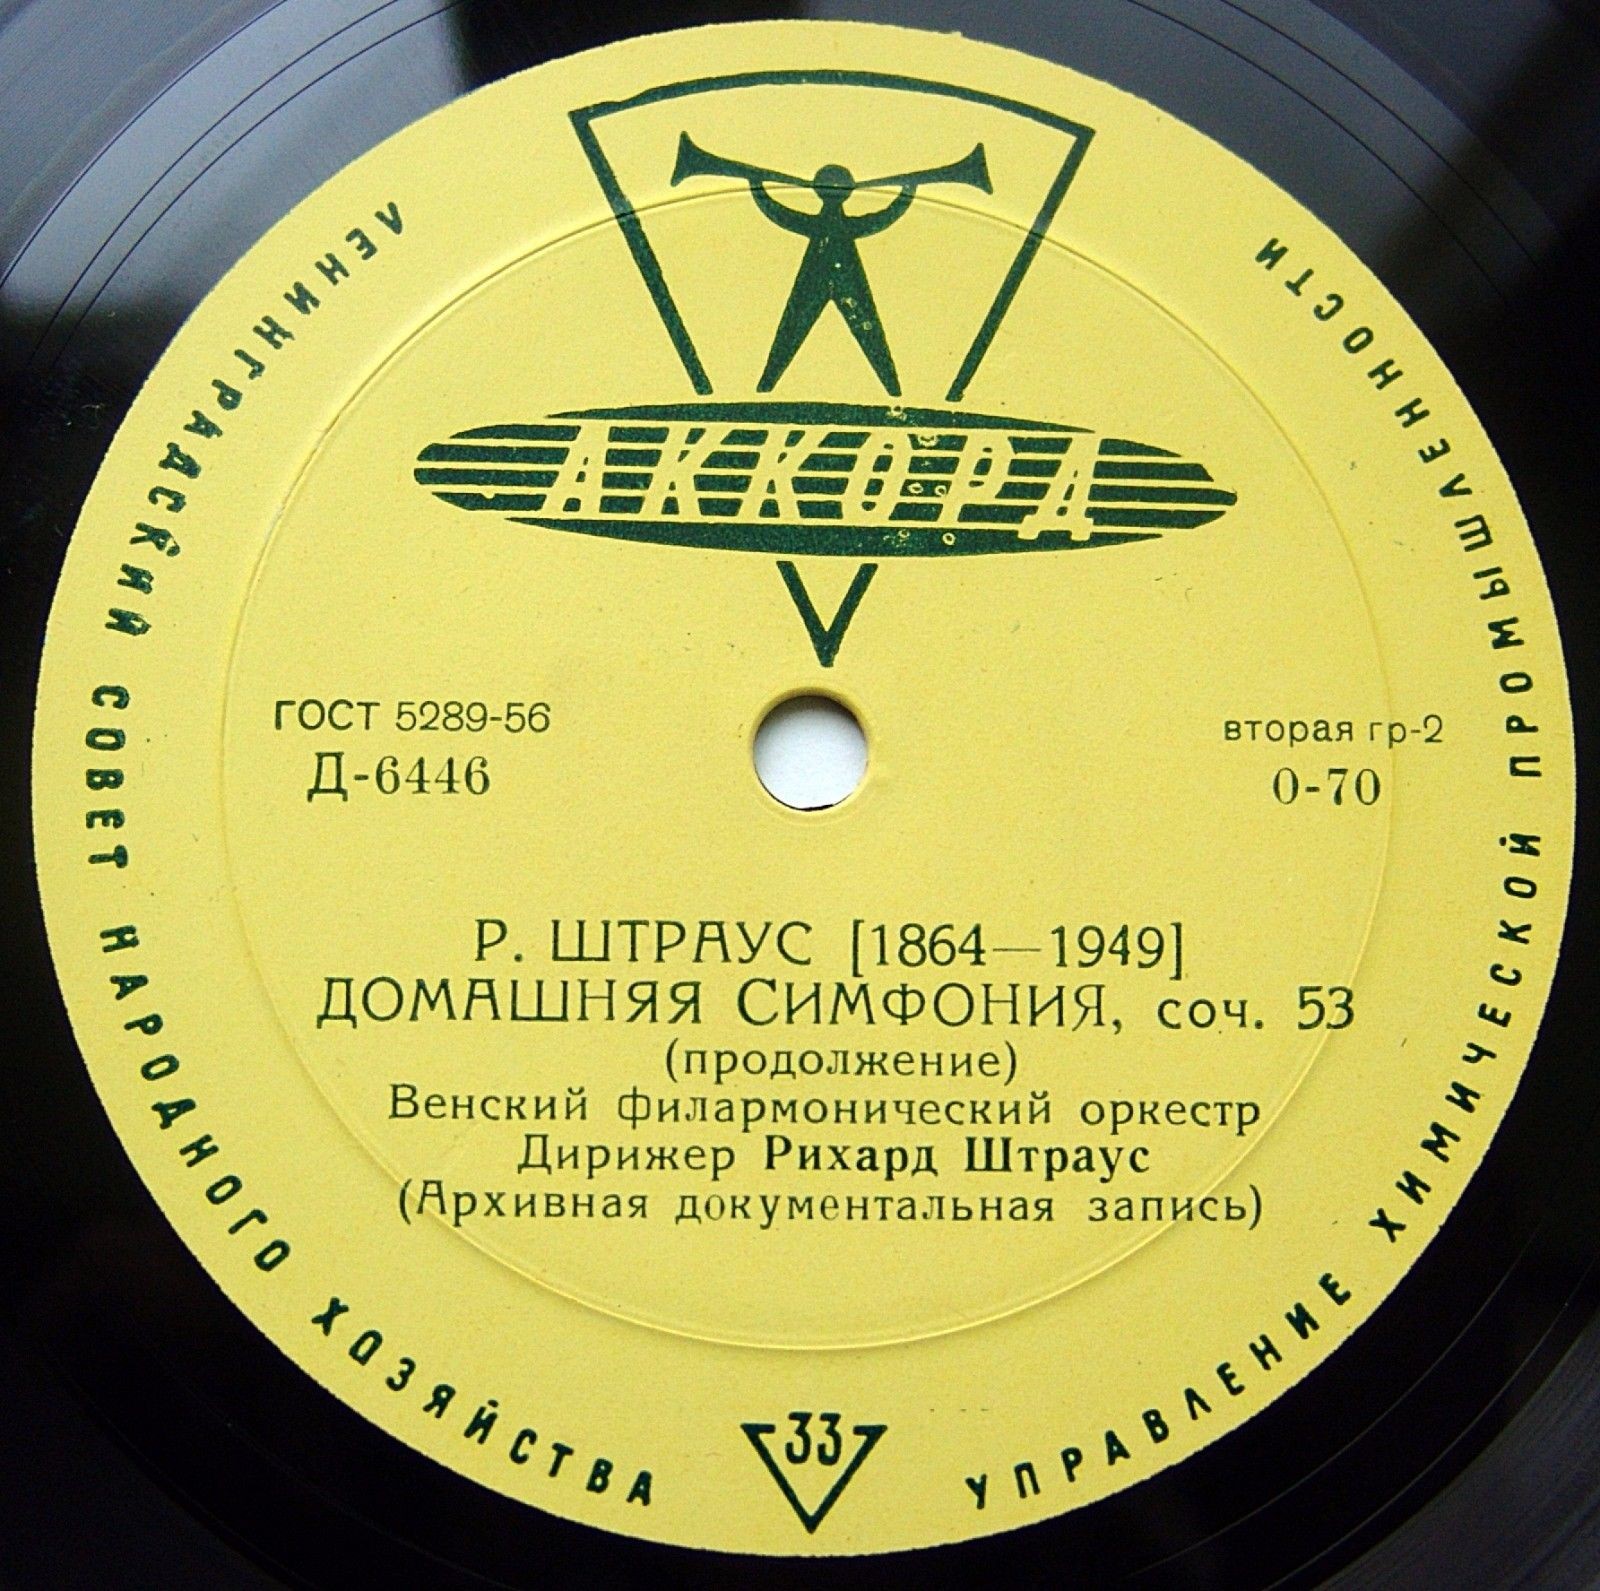 АККОРД
ЛЕНИНГРАДСКИЙ СОВЕТ НАРОДНОГО ХОЗЯЙСТВА
УПРАВЛЕНИЕ ХИМИЧЕСКОЙ ПРОМЫШЛЕННОСТИ
ГОСТ 5289-56
Д-6446
вторая гр-2
0-70
Р. ШТРАУС [1864—1949]
ДОМАШНЯЯ СИМФОНИЯ, соч. 53
(продолжение)
Венский филармонический оркестр
Дирижер Рихард Штраус
(Архивная документальная запись)
33